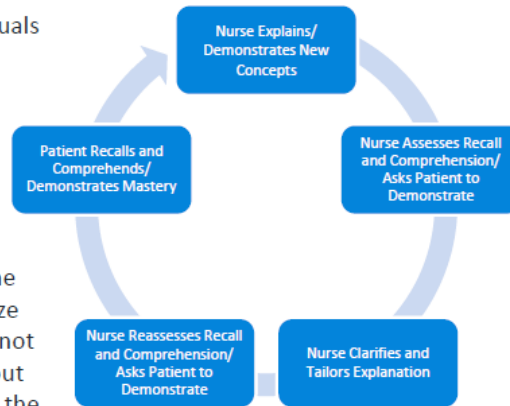 uals
Nurse Explains/
Demonstrates New
Concepts
Nurse Assesses Recall
and Comprehension/
Asks Patient to
Demonstrate
Nurse Clarifies and
Tailors Explanation
Nurse Reassesses Recall
and Comprehension/
Asks Patient to
Demonstrate
Patient Recalls and
Comprehends/
Demonstrates Mastery
ne
ze
not
out
the